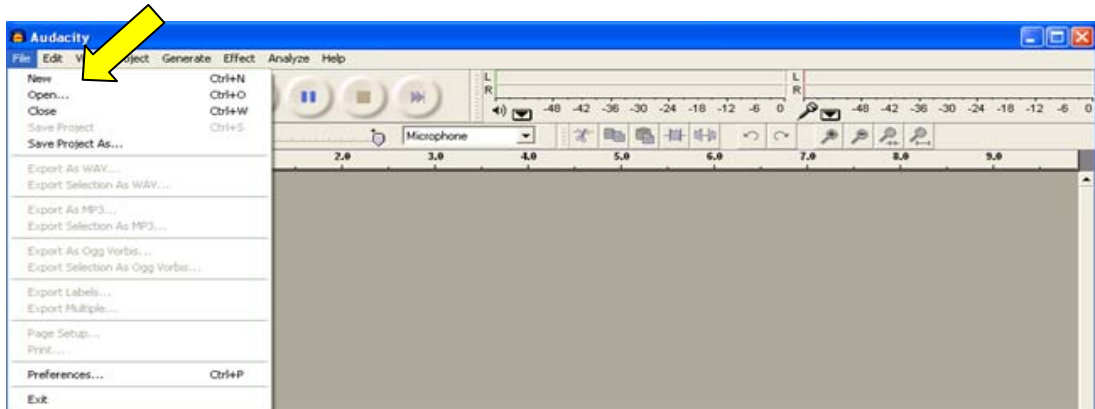 Audacity
File Edit V ject Generate Effect Analyze Help
New Ctrl+N
Open... Ctrl+O
Close Ctrl+W
Save Project Ctrl+S
Save Project As...
Export As WAV...
Export Selection As WAV...
Export As MP3...
Export Selection As MP3...
Export As Ogg Vorbis...
Export Selection As Ogg Vorbis...
Export Labels...
Export Multiple...
Page Setup...
Print...
Preferences... Ctrl+P
Exit
L
R
-48 -42 -36 -30 -24 -18 -12 -6 0
L
R
-48 -42 -36 -30 -24 -18 -12 -6 0
Microphone
2.0 3.0 4.0 5.0 6.0 7.0 8.0 9.0